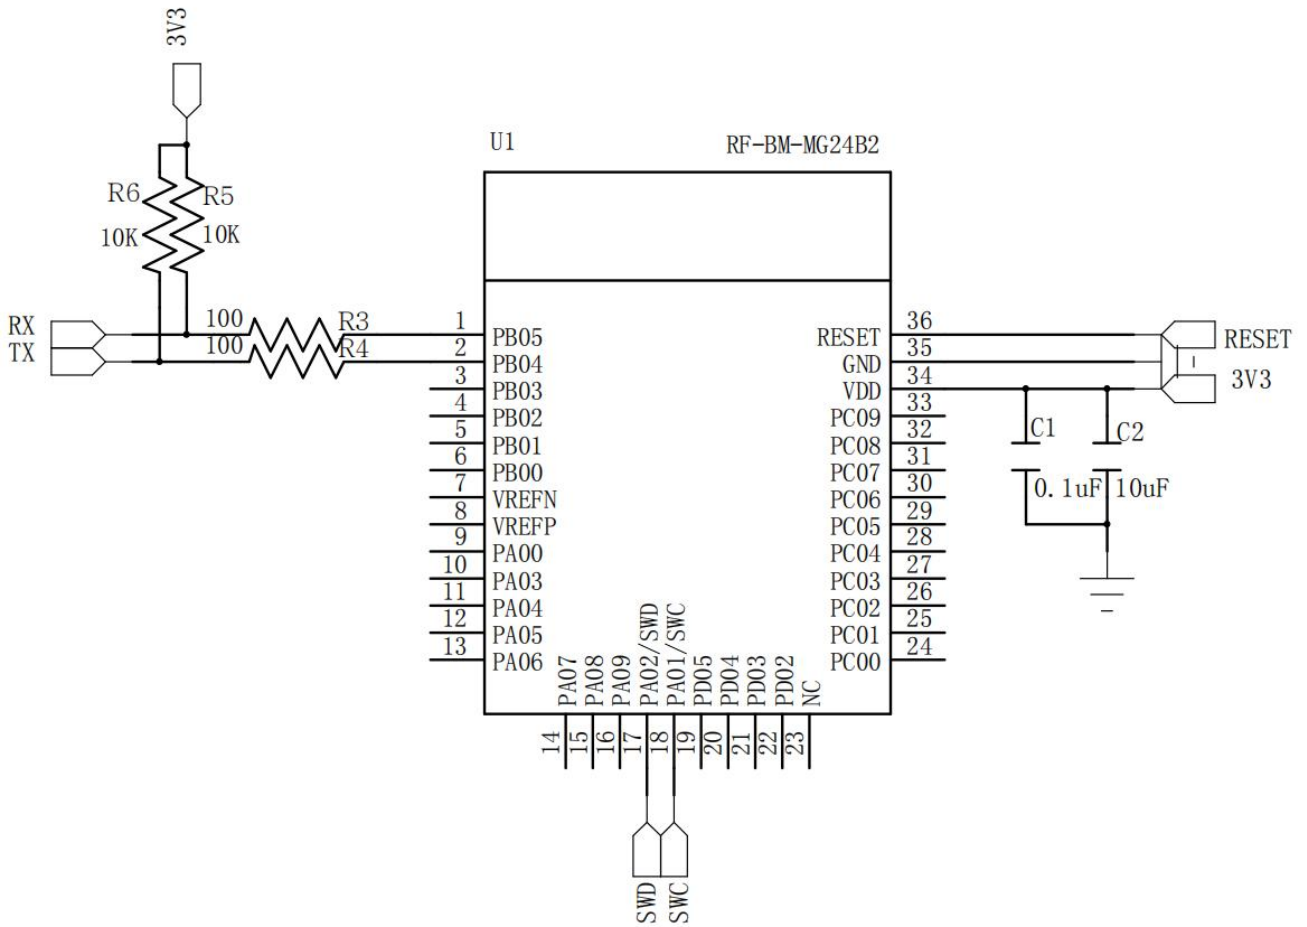 3V3
U1
RF-BM-MG24B2
R6
R5
10K
10K
RX
100
R3
1
PB05
RESET
36
RESET
TX
100
R4
2
PB04
GND
35
3
PB03
VDD
34
3V3
4
PB02
PC09
33
C1
C2
5
PB01
PC08
32
6
PB00
PC07
31
0.1uF
10uF
7
VREFN
PC06
30
8
VREFP
PC05
29
9
PA00
PC04
28
10
PA03
PC03
27
11
PA04
PC02
26
12
PA05
PC01
25
13
PA06
PC00
24
PA07
PA08
PA09
PA02/SWD
PA01/SWC
PD05
PD04
PD03
PD02
NC
14
15
16
17
18
19
20
21
22
23
SWD
SWC